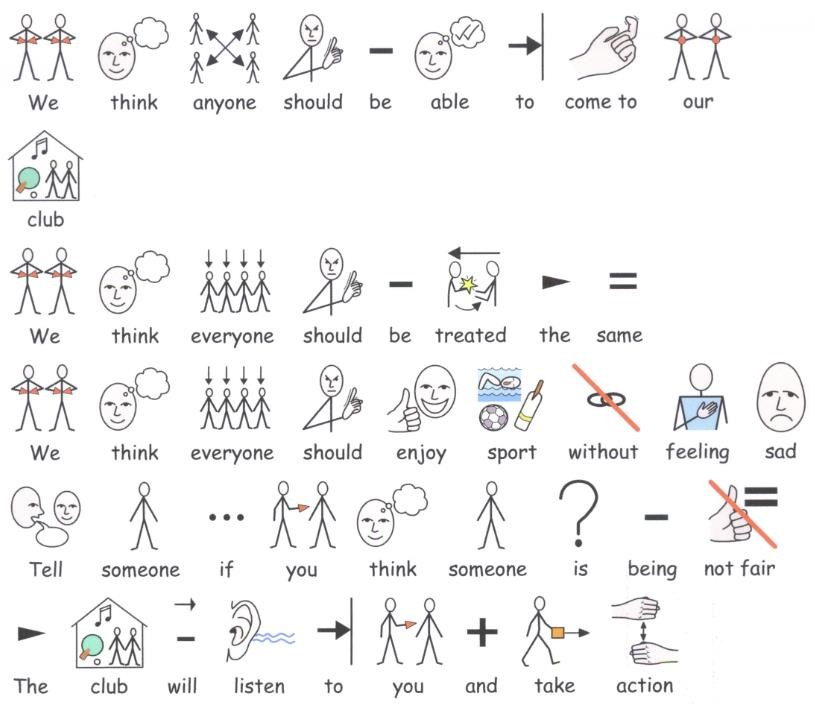 We think anyone should be able to come to our
club
We think everyone should be treated the same
We think everyone should enjoy sport without feeling sad
Tell someone if you think someone is being not fair
The club will listen to you and take action